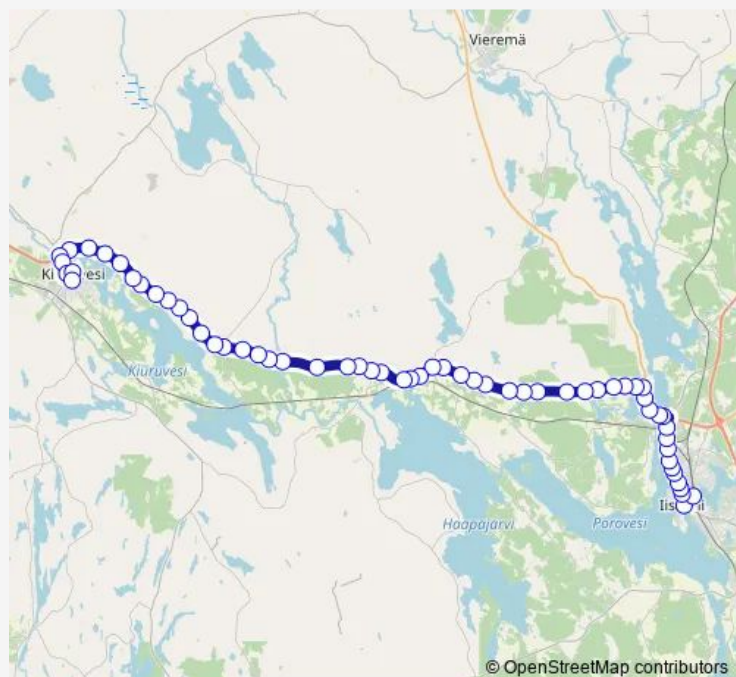 Vieremä
Kiuruvesi
Haapajärvi
Porovesi
© OpenStreetMap contributors